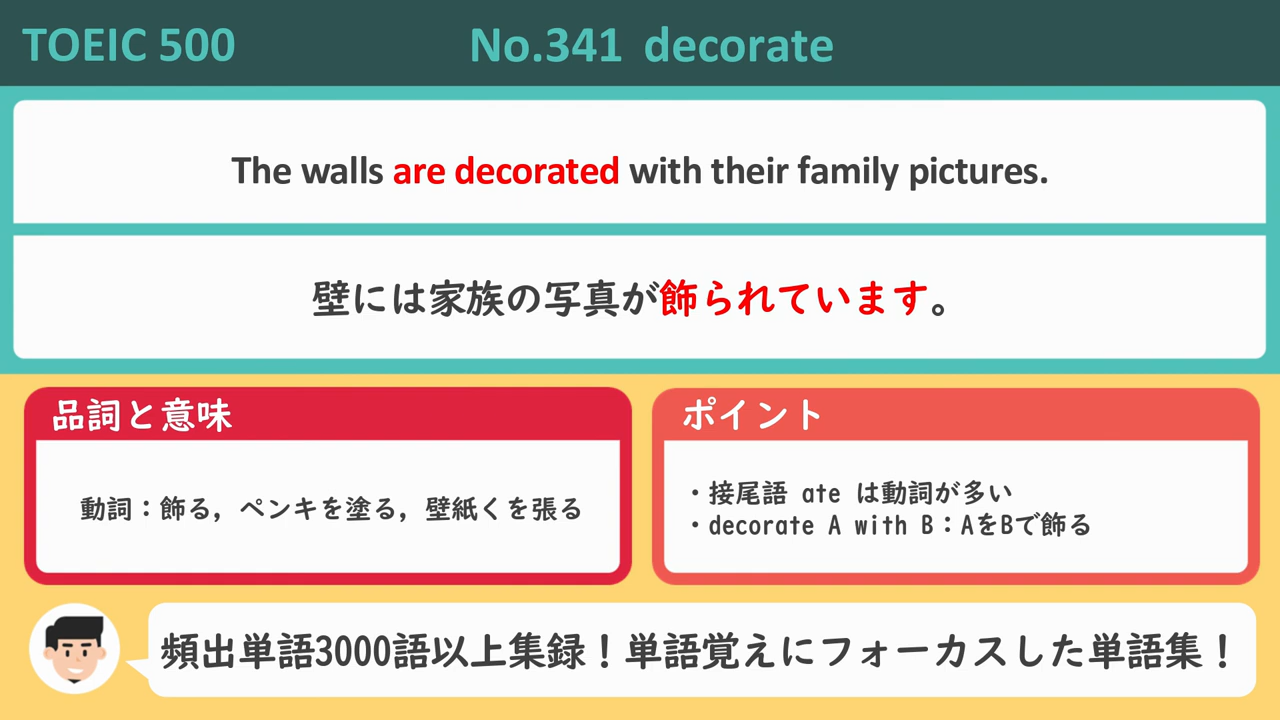 TOEIC 500
No.341 decorate
The walls are decorated with their family pictures.
壁には家族の写真が飾られています。
品詞と意味
動詞：飾る，ペンキを塗る，壁紙くを張る
ポイント
・接尾語 ate は動詞が多い
・decorate A with B：AをBで飾る
頻出単語3000語以上集録！単語覚えにフォーカスした単語集！